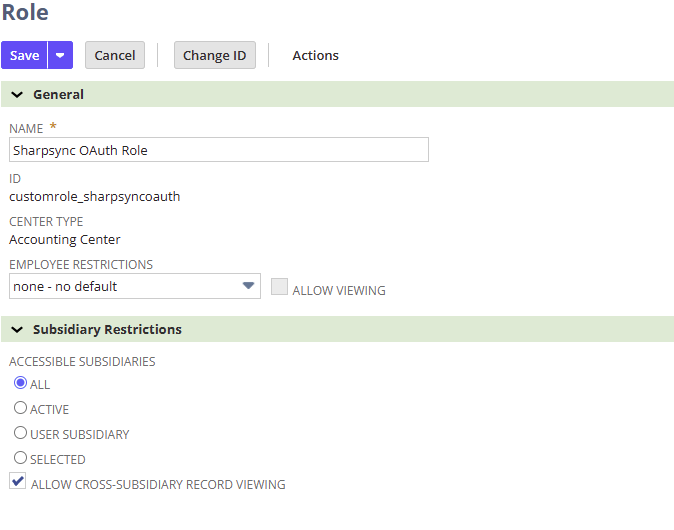 Role
Save Cancel Change ID Actions
General
NAME *
Sharpsync OAuth Role
ID
customrole_sharpsyncoauth
CENTER TYPE
Accounting Center
EMPLOYEE RESTRICTIONS
none - no default ALLOW VIEWING
Subsidiary Restrictions
ACCESSIBLE SUBSIDIARIES
ALL
ACTIVE
USER SUBSIDIARY
SELECTED
ALLOW CROSS-SUBSIDIARY RECORD VIEWING